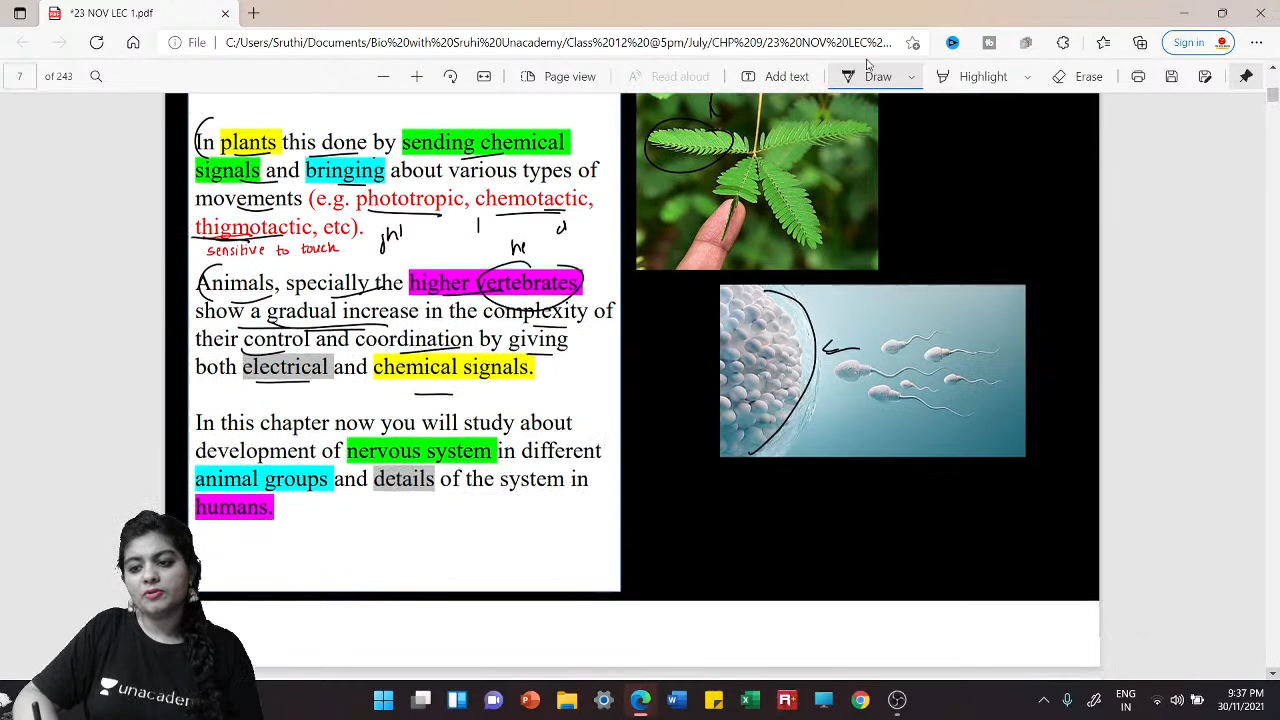 *23 NOV LEC 1.pdf
File
C:/Users/Sruthi/Documents/Bio%20with%20Sruhi%20Unacademy/Class%2012%20@5pm/July/CHP%209/23%20NOV%20LEC%2...
Sign in
7 of 243
Page view
Read aloud
Add text
Draw
Highlight
Erase
In plants this done by sending chemical
signals and bringing about various types of
movements (e.g. phototropic, chemotactic,
thigmotactic, etc).
sensitive to touch
Animals, specially the higher vertebrates
show a gradual increase in the complexity of
their control and coordination by giving
both electrical and chemical signals.
In this chapter now you will study about
development of nervous system in different
animal groups and details of the system in
humans.
unacademy
ENG
IN
9:37 PM
30/11/2021